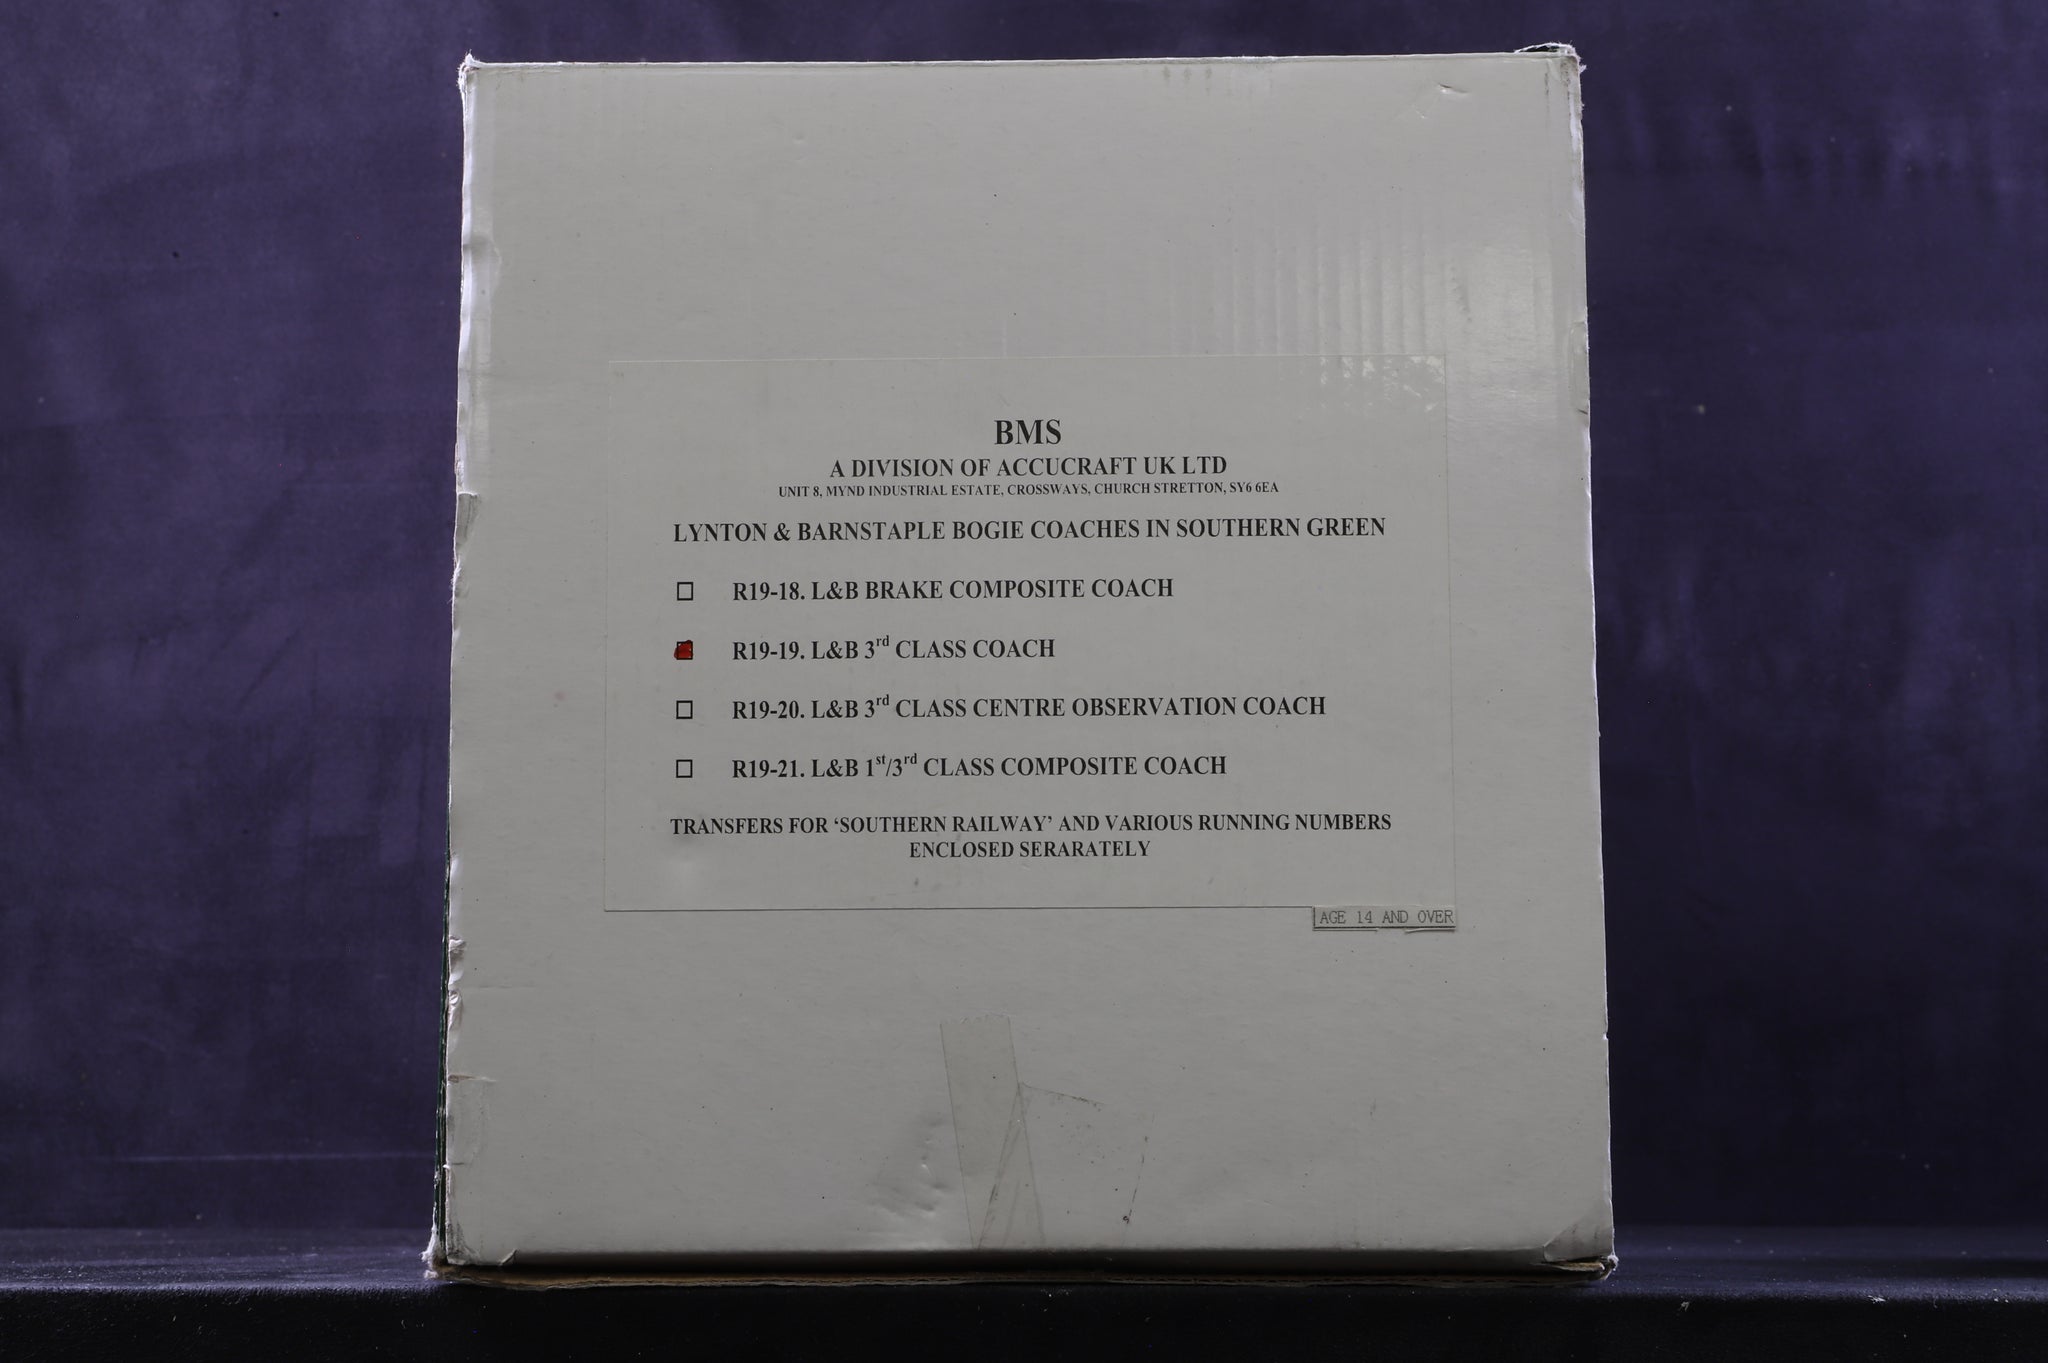 BMS
A DIVISION OF ACCUCRAFT UK LTD
UNIT 8, MYND INDUSTRIAL ESTATE, CROSSWAYS, CHURCH STRETTON, SY6 6EA
LYNTON & BARNSTAPLE BOGIE COACHES IN SOUTHERN GREEN
R19-18. L&B BRAKE COMPOSITE COACH
R19-19. L&B 3rd CLASS COACH
R19-20. L&B 3rd CLASS CENTRE OBSERVATION COACH
R19-21. L&B 1st/3rd CLASS COMPOSITE COACH
TRANSFERS FOR ‘SOUTHERN RAILWAY’ AND VARIOUS RUNNING NUMBERS
ENCLOSED SERARATELY
AGE 14 AND OVER